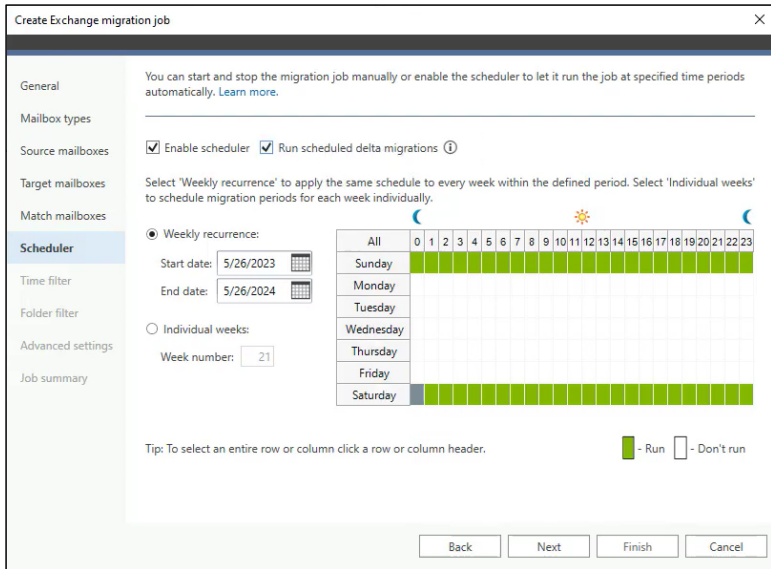 Create Exchange migration job
General
Mailbox types
Source mailboxes
Target mailboxes
Match mailboxes
Scheduler
Time filter
Folder filter
Advanced settings
Job summary
You can start and stop the migration job manually or enable the scheduler to let it run the job at specified time periods
automatically. Learn more.
Enable scheduler Run scheduled delta migrations
Select 'Weekly recurrence' to apply the same schedule to every week within the defined period. Select 'Individual weeks'
to schedule migration periods for each week individually.
Weekly recurrence:
Start date: 5/26/2023
End date: 5/26/2024
Individual weeks:
Week number: 21
All 0 1 2 3 4 5 6 7 8 9 10 11 12 13 14 15 16 17 18 19 20 21 22 23
Sunday
Monday
Tuesday
Wednesday
Thursday
Friday
Saturday
Tip: To select an entire row or column click a row or column header.
- Run - Don't run
Back Next Finish Cancel